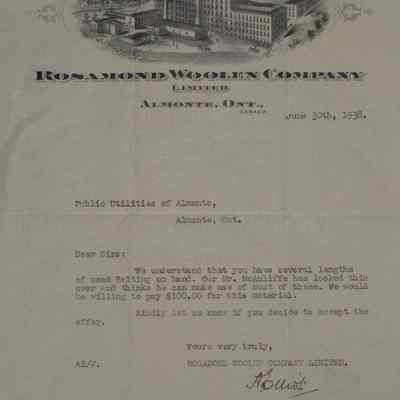 Rosamond Woolen Company
Limited
Almonte, Ont.,
Canada
June 30th, 1938.
Public Utilities of Almonte,
Almonte, Ont.
Dear Sirs:
We understand that you have several lengths
of used Belting on hand. Our Mr. McAuliffe has looked this
over and thinks he can make use of most of these. We would
be willing to pay $100.00 for this material.
Kindly let us know if you decide to accept the
offer.
Yours very truly,
ROSAMOND WOOLEN COMPANY LIMITED.